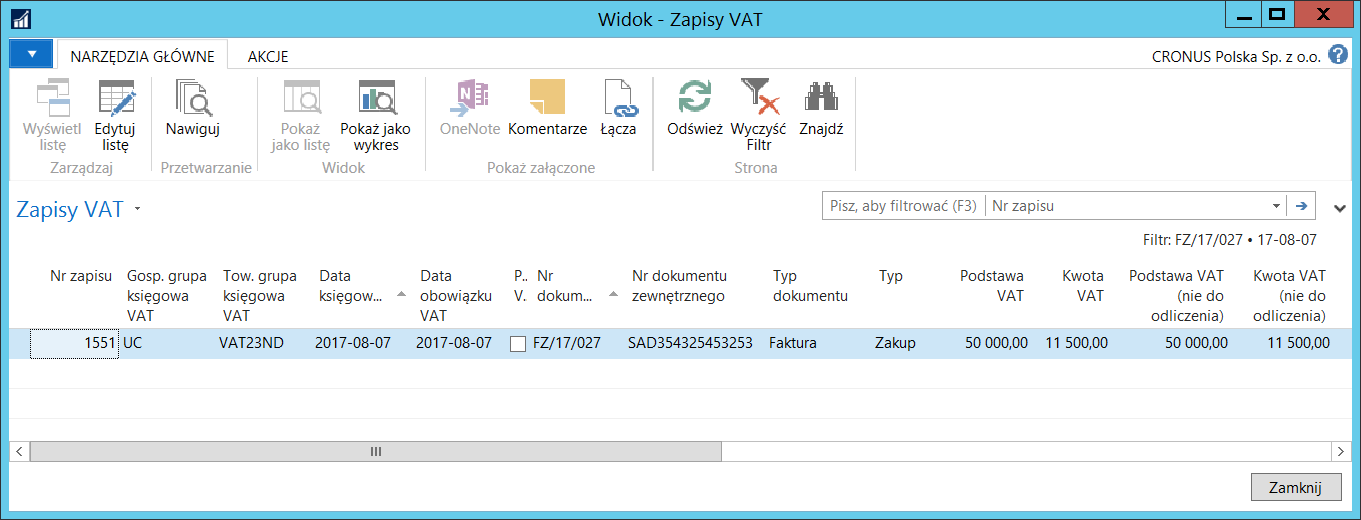 Widok - Zapisy VAT
NARZĘDZIA GŁÓWNE AKCJE CRONUS Polska Sp. z o.o.
Wyświetl listę
Edytuj listę
Nawiguj
Pokaż jako listę
Pokaż jako wykres
OneNote
Komentarze
Łącza
Odśwież
Wyczyść Filtr
Znajdź
Zarządzaj Przetwarzanie Widok Pokaż załączone Strona
Zapisy VAT
Pisz, aby filtrować (F3) Nr zapisu
Filtr: FZ/17/027 • 17-08-07
Nr zapisu
Gosp. grupa księgowa VAT
Tow. grupa księgowa VAT
Data księgow...
Data obowiązku VAT
P.. V.
Nr dokum...
Nr dokumentu zewnętrznego
Typ dokumentu
Typ
Podstawa VAT
Kwota VAT
Podstawa VAT (nie do odliczenia)
Kwota VAT (nie do odliczenia)
1551 UC VAT23ND 2017-08-07 2017-08-07 FZ/17/027 SAD354325453253 Faktura Zakup 50 000,00 11 500,00 50 000,00 11 500,00
Zamknij